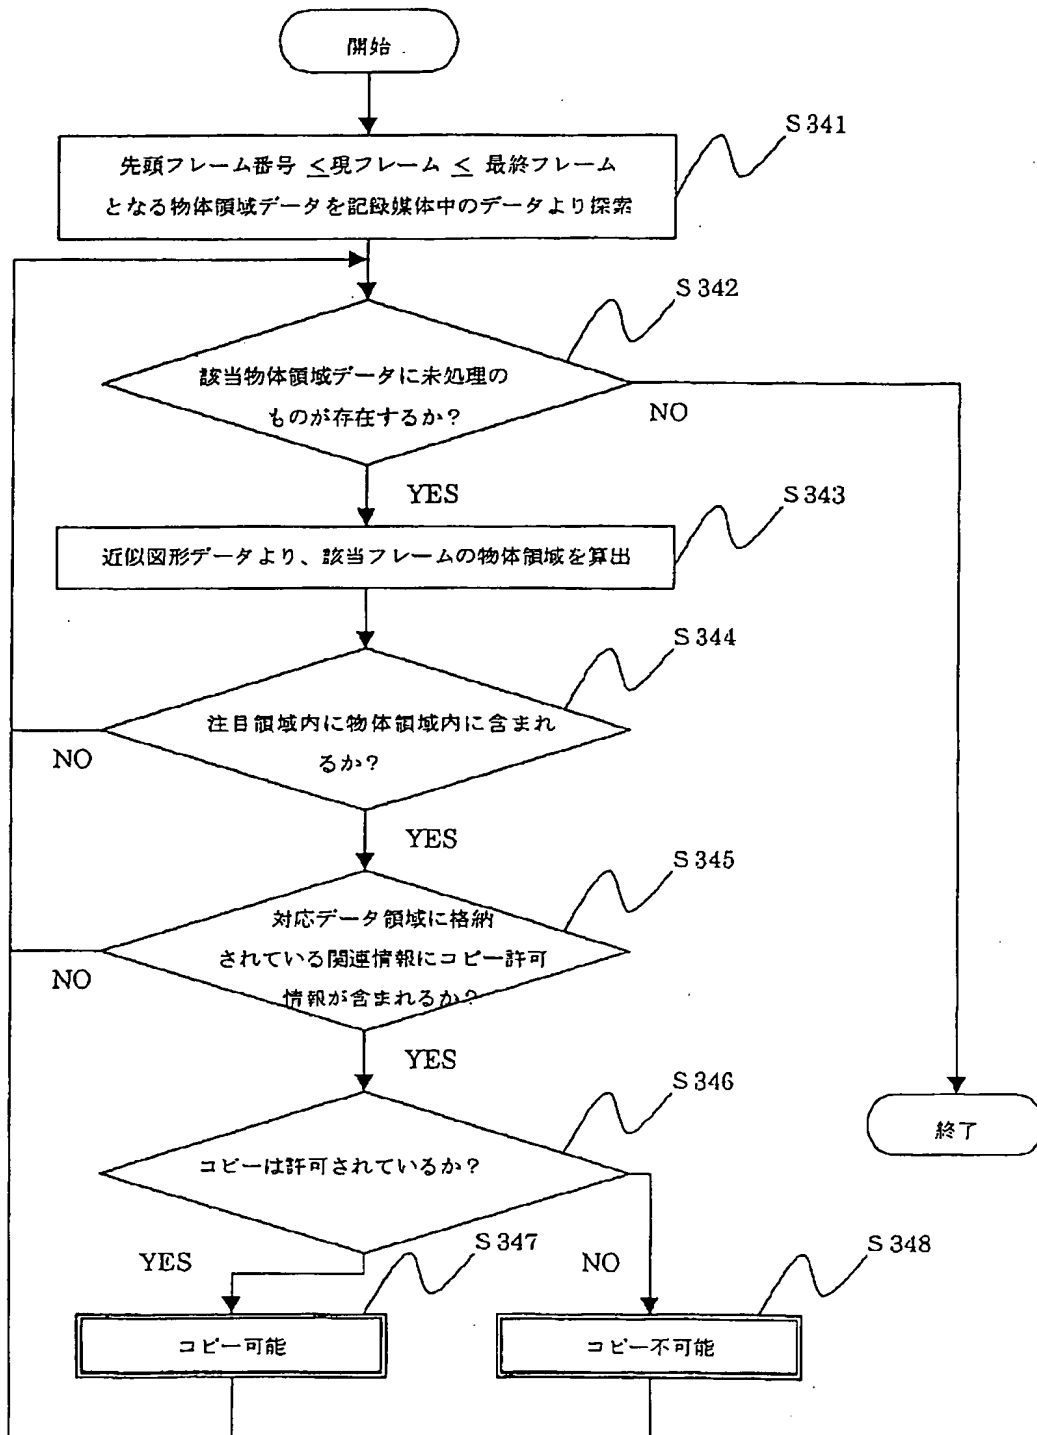 開始
S341
先頭フレーム番号 ≦現フレーム ≦ 最終フレーム
となる物体領域データを記録媒体中のデータより探索
S342
該当物体領域データに未処理の
ものが存在するか?
NO
YES
S343
近似図形データより、該当フレームの物体領域を算出
S344
注目領域内に物体領域内に含まれ
るか?
NO
YES
S345
対応データ領域に格納
されている関連情報にコピー許可
情報が含まれるか?
NO
YES
S346
コピーは許可されているか?
終了
YES
S347
NO
S348
コピー可能
コピー不可能